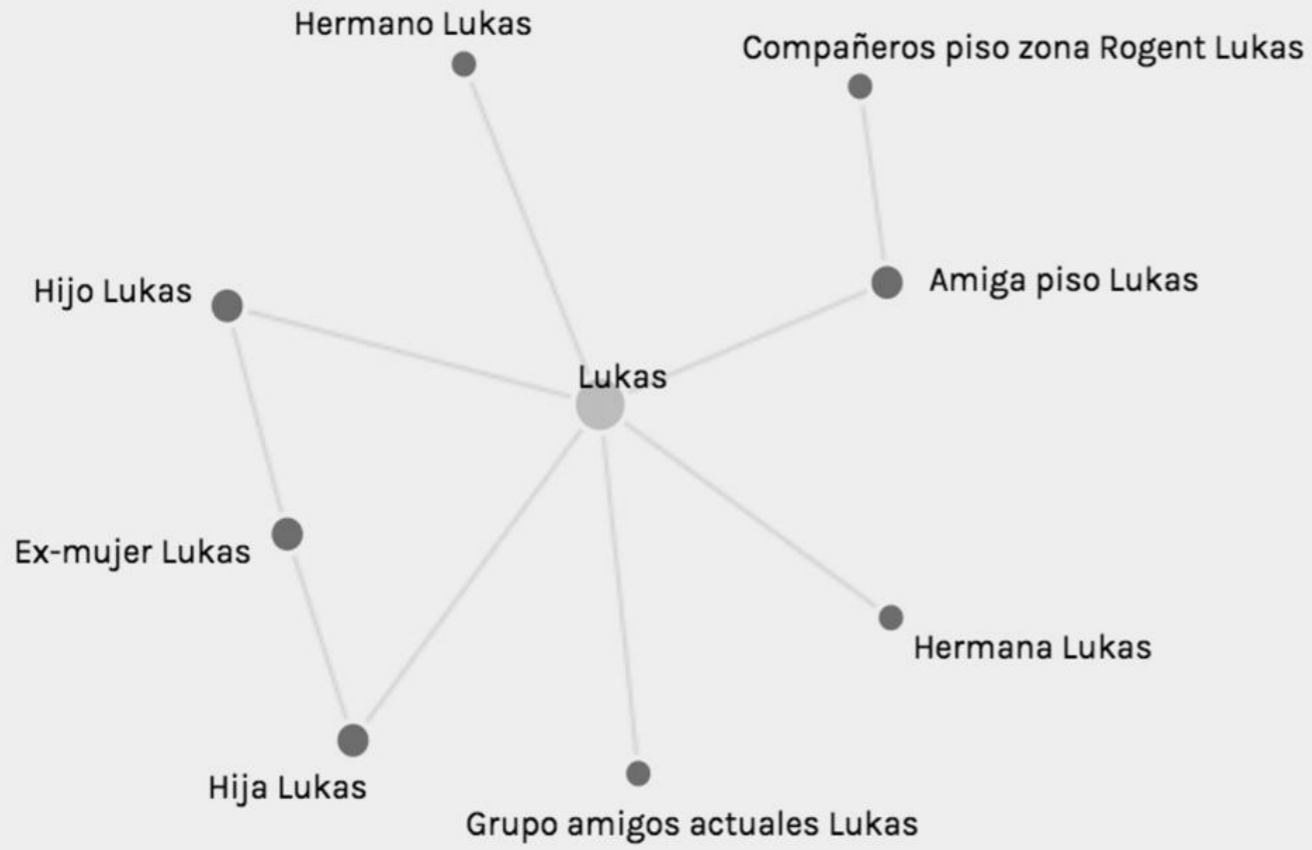 Hermano Lukas
Compañeros piso zona Rogent Lukas
Amiga piso Lukas
Hijo Lukas
Lukas
Ex-mujer Lukas
Hermana Lukas
Hija Lukas
Grupo amigos actuales Lukas